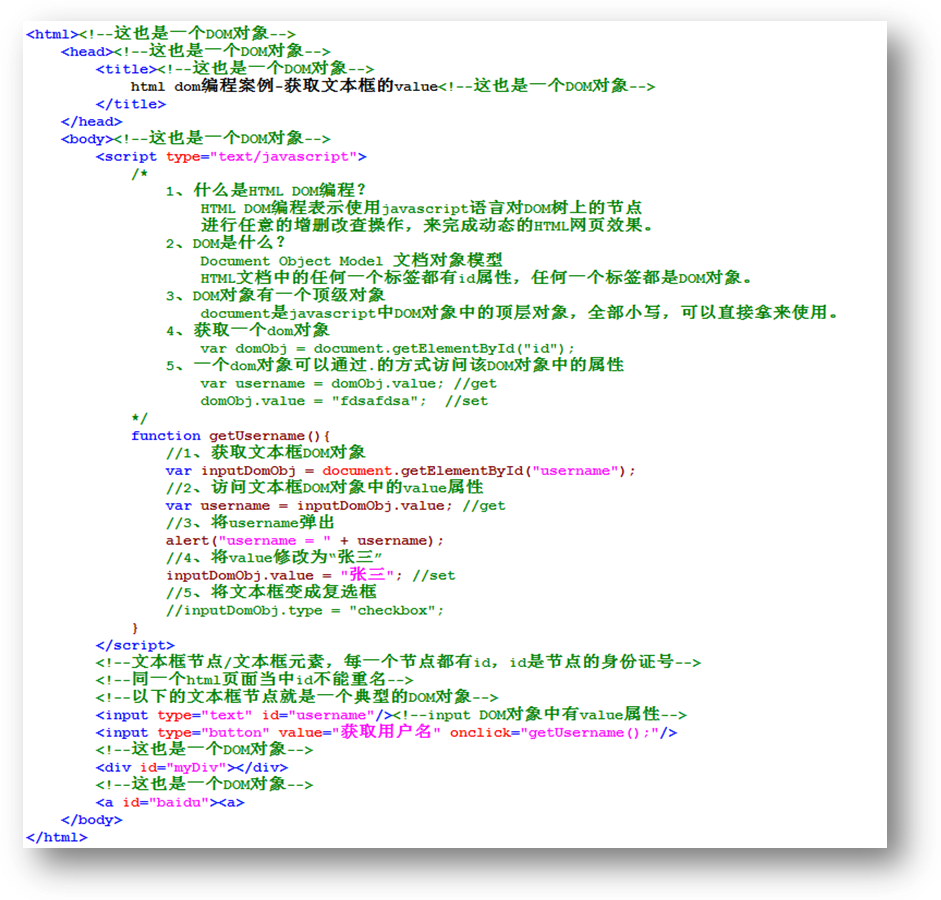 <html><!--这也是一个DOM对象-->
<head><!--这也是一个DOM对象-->
<title><!--这也是一个DOM对象-->
html dom编程案例-获取文本框的value<!--这也是一个DOM对象-->
</title>
</head>
<body><!--这也是一个DOM对象-->
<script type="text/javascript">
/*
1、什么是HTML DOM编程？
HTML DOM编程表示使用javascript语言对DOM树上的节点
进行任意的增删改查操作，来完成动态的HTML网页效果。
2、DOM是什么？
Document Object Model 文档对象模型
HTML文档中的任何一个标签都有id属性，任何一个标签都是DOM对象。
3、DOM对象有一个顶级对象
document是javascript中DOM对象中的顶层对象，全部小写，可以直接拿来使用。
4、获取一个dom对象
var domObj = document.getElementById("id");
5、一个dom对象可以通过.的方式访问该DOM对象中的属性
var username = domObj.value; //get
domObj.value = "fdsafdsa";  //set
*/
function getUsername(){
//1、获取文本框DOM对象
var inputDomObj = document.getElementById("username");
//2、访问文本框DOM对象中的value属性
var username = inputDomObj.value; //get
//3、将username弹出
alert("username = " + username);
//4、将value修改为“张三”
inputDomObj.value = "张三"; //set
//5、将文本框变成复选框
//inputDomObj.type = "checkbox";
}
</script>
<!--文本框节点/文本框元素，每一个节点都有id，id是节点的身份证号-->
<!--同一个html页面当中id不能重名-->
<!--以下的文本框节点就是一个典型的DOM对象-->
<input type="text" id="username"/><!--input DOM对象中有value属性-->
<input type="button" value="获取用户名" onclick="getUsername();"/>
<!--这也是一个DOM对象-->
<div id="myDiv"></div>
<!--这也是一个DOM对象-->
<a id="baidu"><a>
</body>
</html>